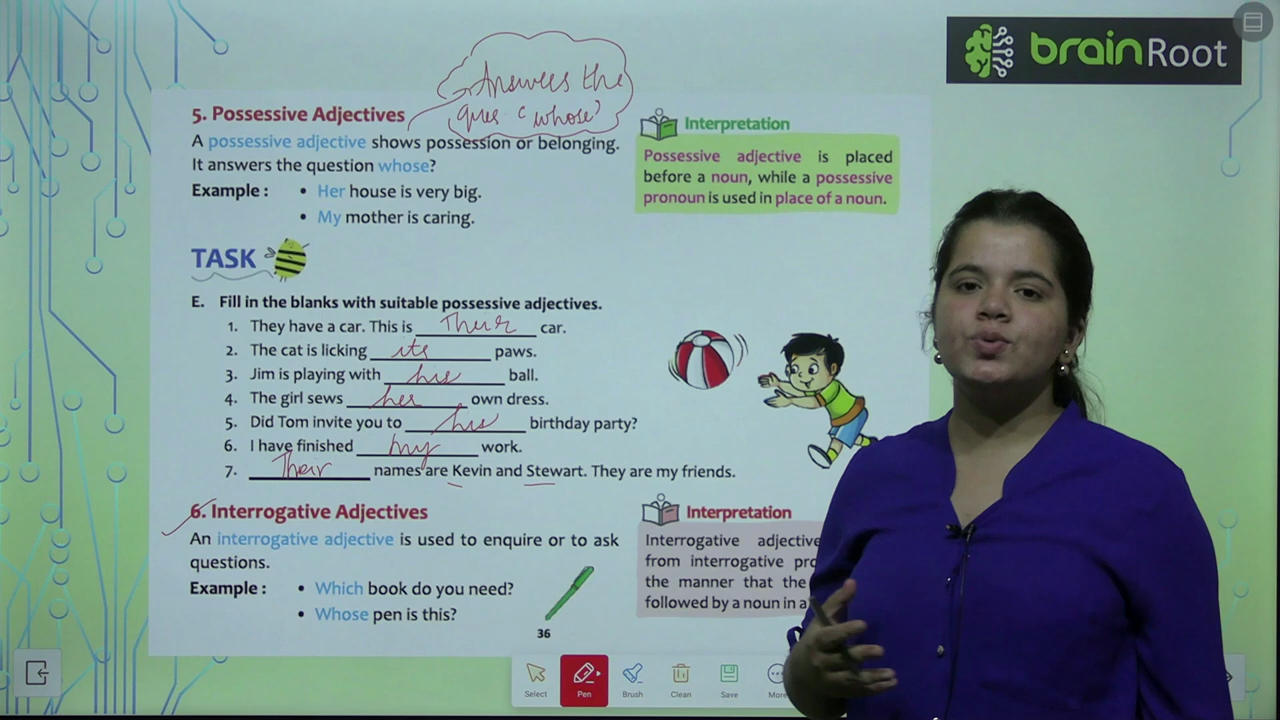 brainRoot
Answers the
ques. 'whose'
5. Possessive Adjectives
A possessive adjective shows possession or belonging.
It answers the question whose?
Example : • Her house is very big.
• My mother is caring.
Interpretation
Possessive adjective is placed
before a noun, while a possessive
pronoun is used in place of a noun.
TASK
E. Fill in the blanks with suitable possessive adjectives.
1. They have a car. This is Their car.
2. The cat is licking its paws.
3. Jim is playing with his ball.
4. The girl sews her own dress.
5. Did Tom invite you to his birthday party?
6. I have finished my work.
7. Their names are Kevin and Stewart. They are my friends.
6. Interrogative Adjectives
An interrogative adjective is used to enquire or to ask
questions.
Example : • Which book do you need?
• Whose pen is this?
Interpretation
Interrogative adjective
from interrogative pro
the manner that the
followed by a noun in a
36
Select Pen Brush Clean Save More